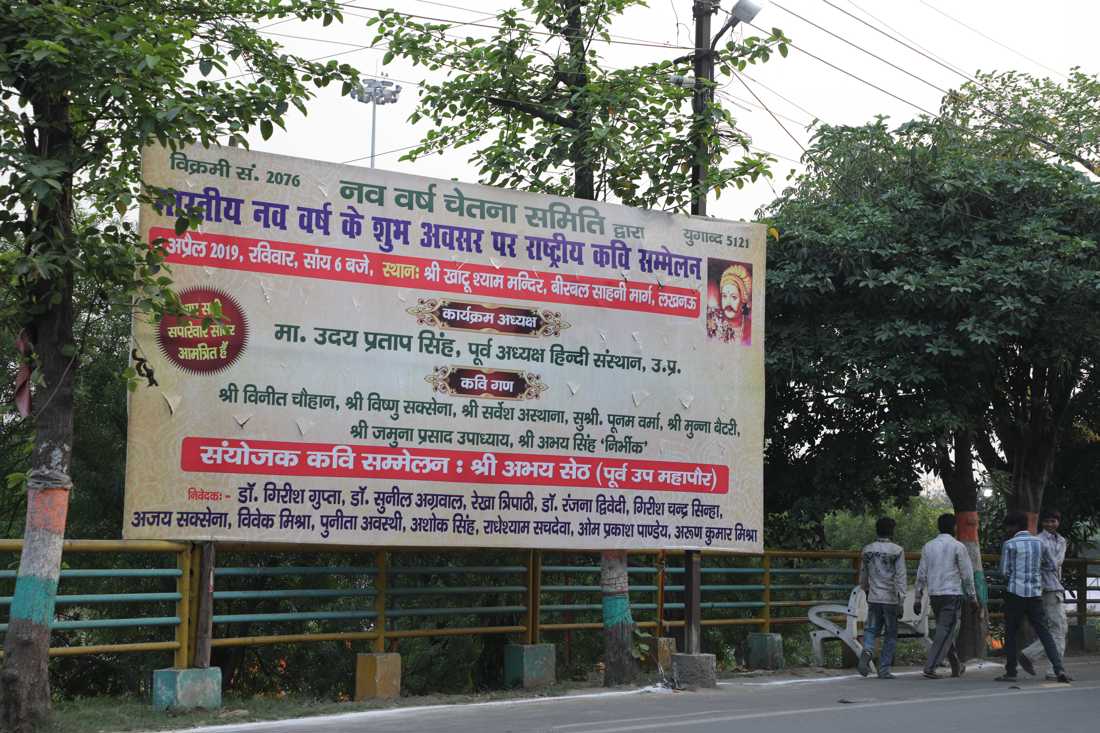 विक्रमी सं. 2076
नव वर्ष चेतना समिति द्वारा
युगाब्द 5121
भारतीय नव वर्ष के शुभ अवसर पर राष्ट्रीय कवि सम्मेलन
अप्रैल 2019, रविवार, सांय 6 बजे, स्थानः श्री खाटू श्याम मन्दिर, बीरबल साहनी मार्ग, लखनऊ
सपरिवार सादर
आमंत्रित हैं
कार्यक्रम अध्यक्ष
मा. उदय प्रताप सिंह, पूर्व अध्यक्ष हिन्दी संस्थान, उ.प्र.
कवि गण
श्री विनीत चौहान, श्री विष्णु सक्सेना, श्री सर्वेश अस्थाना, सुश्री. पूनम वर्मा, श्री मुन्ना बैटरी,
श्री जमुना प्रसाद उपाध्याय, श्री अभय सिंह ‘निर्भीक’
संयोजक कवि सम्मेलन : श्री अभय सेठ (पूर्व उप महापौर)
निवेदकः - डॉ. गिरीश गुप्ता, डॉ. सुनील अग्रवाल, रेखा त्रिपाठी, डॉ. रंजना द्विवेदी, गिरीश चन्द्र सिन्हा,
अजय सक्सेना, विवेक मिश्रा, पुनीता अवस्थी, अशोक सिंह, राधेश्याम सचदेवा, ओम प्रकाश पाण्डेय, अरूण कुमार मिश्रा